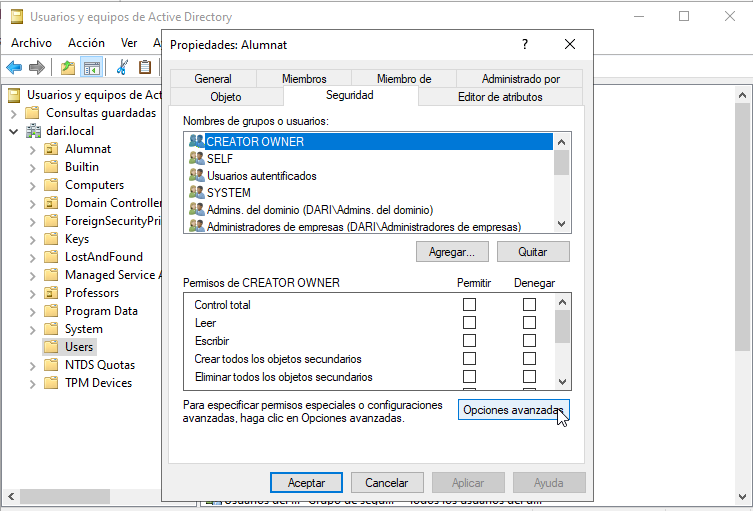 Usuarios y equipos de Active Directory
Archivo Acción Ver
Usuarios y equipos de Acti
Consultas guardadas
dari.local
Alumnat
Builtin
Computers
Domain Controller
ForeignSecurityPri
Keys
LostAndFound
Managed Service A
Professors
Program Data
System
Users
NTDS Quotas
TPM Devices
Propiedades: Alumnat
?
General Miembros Miembro de Administrado por
Objeto Seguridad Editor de atributos
Nombres de grupos o usuarios:
CREATOR OWNER
SELF
Usuarios autentificados
SYSTEM
Admins. del dominio (DARI\Admins. del dominio)
Administradores de empresas (DARI\Administradores de empresas)
Agregar... Quitar
Permisos de CREATOR OWNER Permitir Denegar
Control total
Leer
Escribir
Crear todos los objetos secundarios
Eliminar todos los objetos secundarios
Para especificar permisos especiales o configuraciones
avanzadas, haga clic en Opciones avanzadas.
Opciones avanzadas
Aceptar Cancelar Aplicar Ayuda